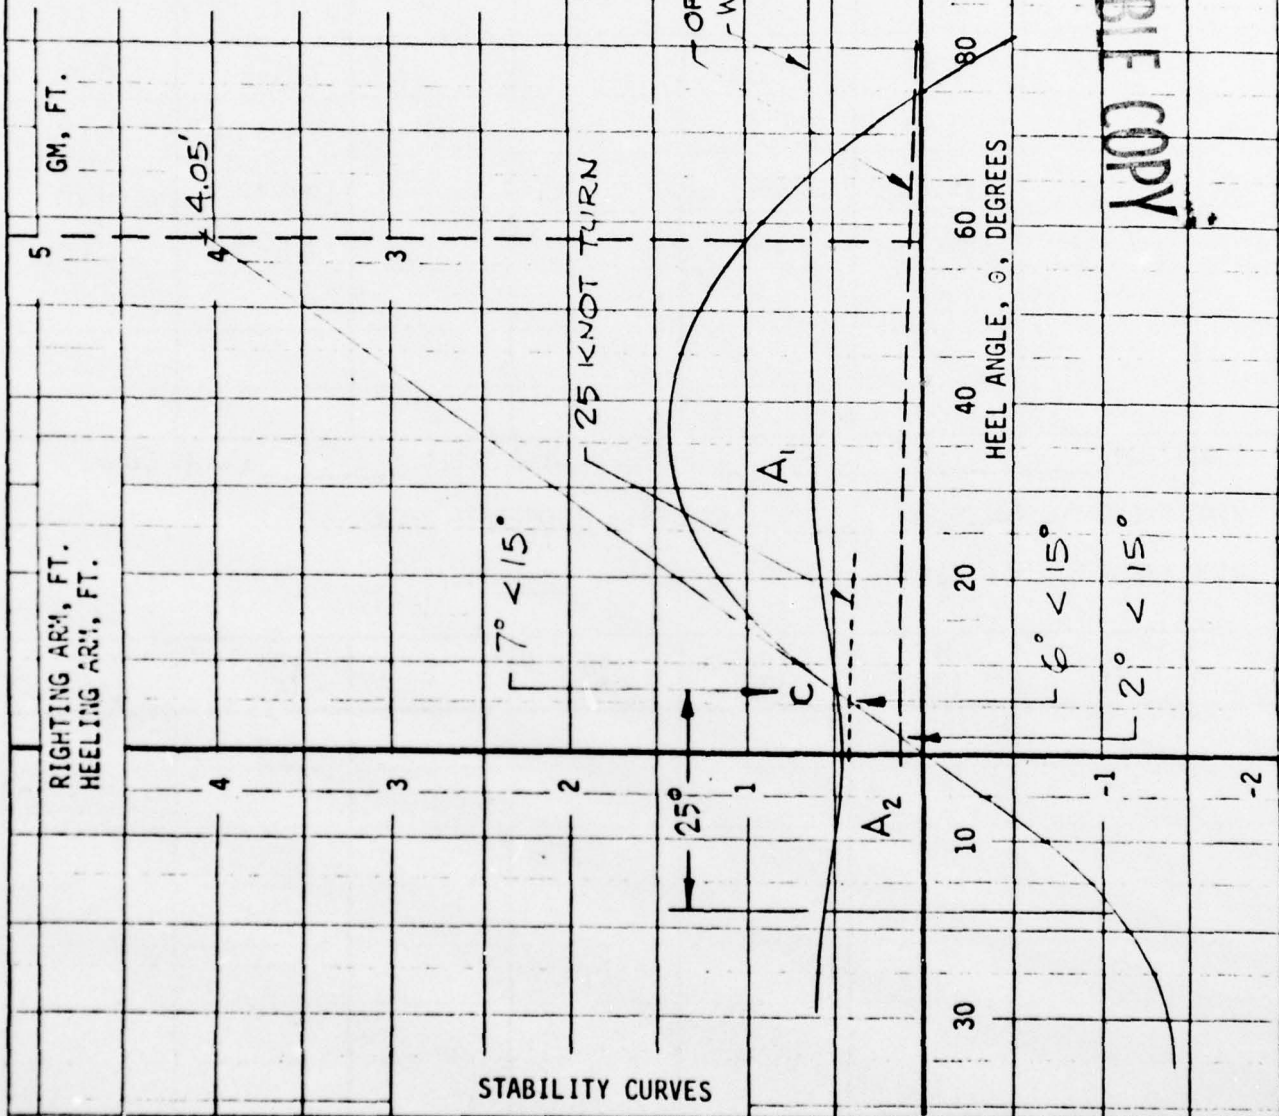 STABILITY CURVES
RIGHTING ARM, FT.
HEELING ARM, FT.
GM, FT.
5
4.05'
4
4
3
3
25 KNOT TURN
2
7° < 15°
25°
1
C
A₁
A₂
OP
-W
30
10
20
40
60
80
HEEL ANGLE, θ, DEGREES
6° < 15°
2° < 15°
-1
-2
BLE COPY